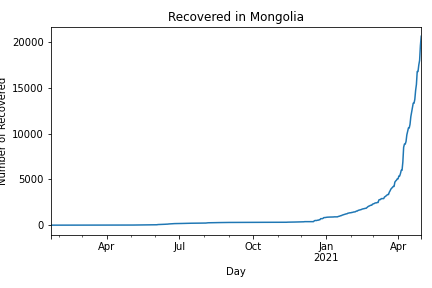 Recovered in Mongolia
Number of Recovered
20000
15000
10000
5000
0
Apr
Jul
Oct
Jan
2021
Apr
Day